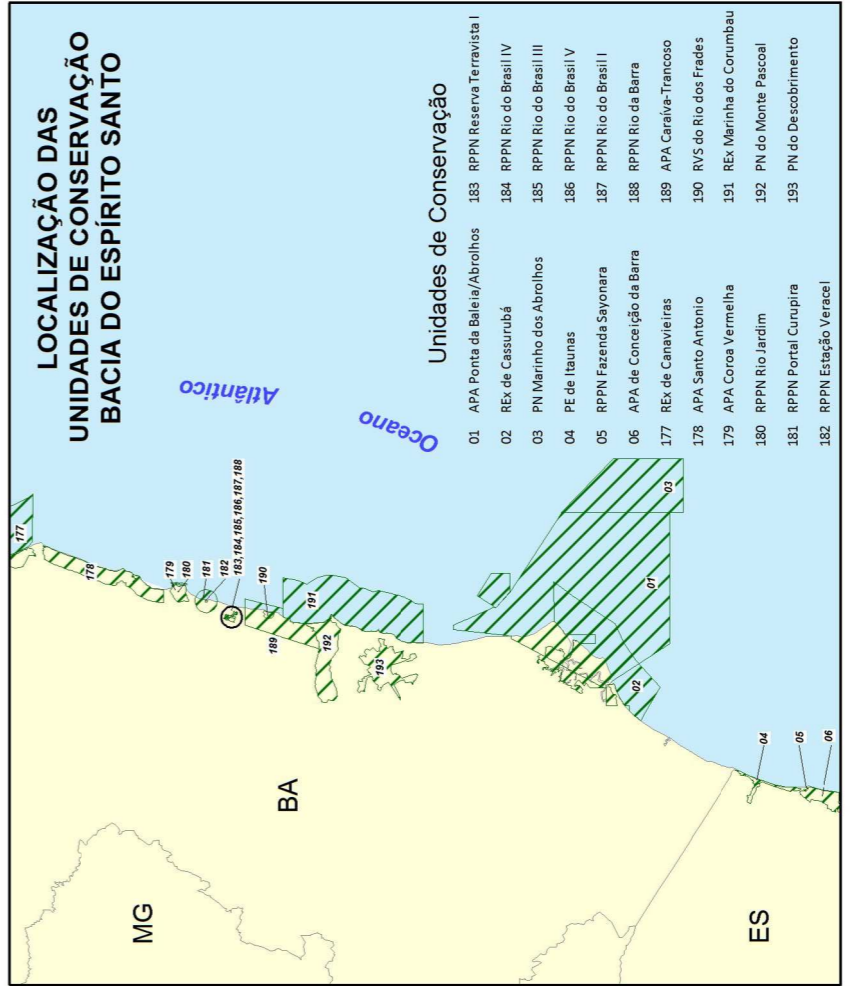 LOCALIZAÇÃO DAS
UNIDADES DE CONSERVAÇÃO
BACIA DO ESPÍRITO SANTO
MG
BA
ES
Oceano
Atlântico
177
178
179
180
181
182
183,184,185,186,187,188
190
189
191
192
193
01
03
02
04
05
06
Unidades de Conservação
01 APA Ponta da Baleia/Abrolhos
02 REx de Cassurubá
03 PN Marinho dos Abrolhos
04 PE de Itaunas
05 RPPN Fazenda Sayonara
06 APA de Conceição da Barra
177 REx de Canavieiras
178 APA Santo Antonio
179 APA Coroa Vermelha
180 RPPN Rio Jardim
181 RPPN Portal Curupira
182 RPPN Estação Veracel
183 RPPN Reserva Terravista I
184 RPPN Rio do Brasil IV
185 RPPN Rio do Brasil III
186 RPPN Rio do Brasil V
187 RPPN Rio do Brasil I
188 RPPN Rio da Barra
189 APA Caraíva-Trancoso
190 RVS do Rio dos Frades
191 REx Marinha do Corumbau
192 PN do Monte Pascoal
193 PN do Descobrimento